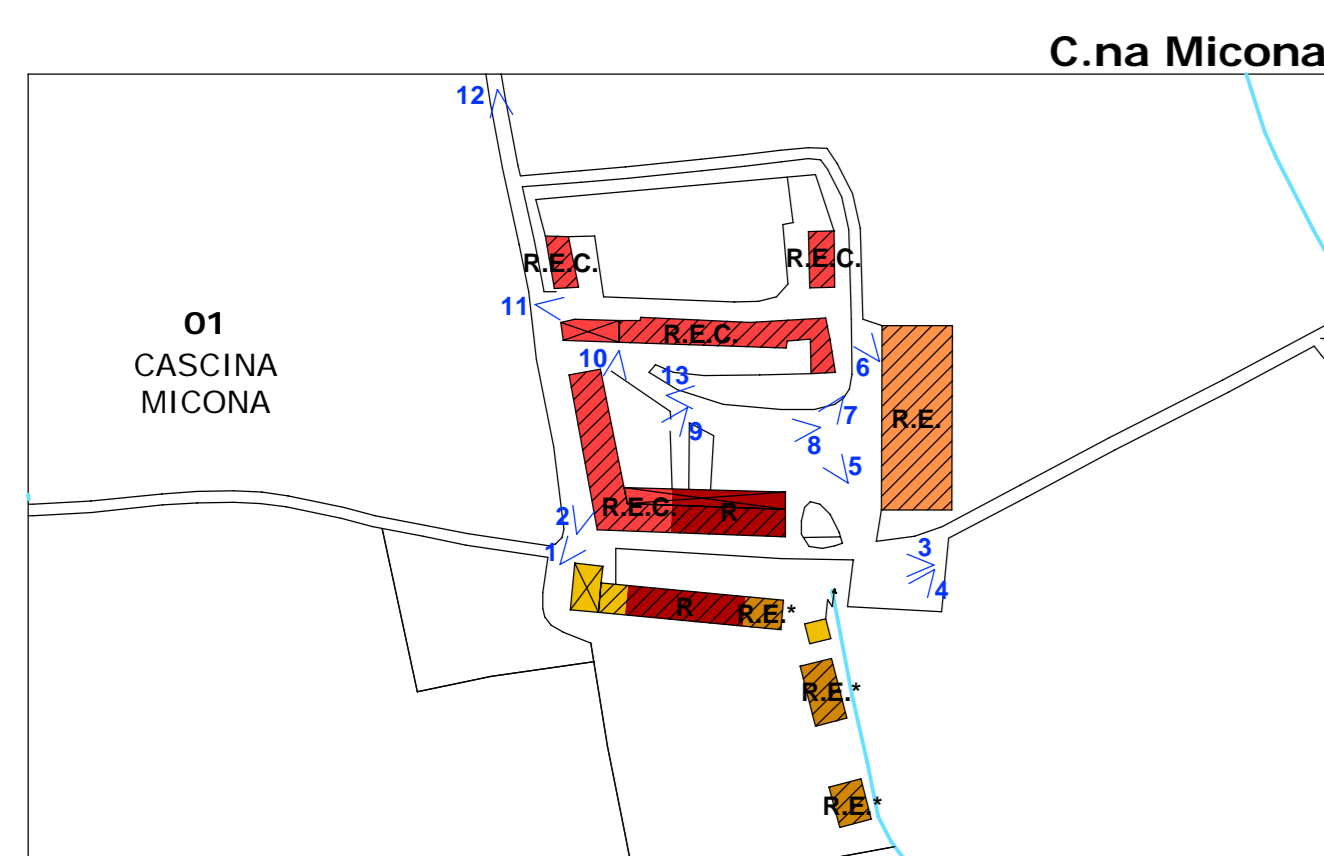 C.na Micona
12
R.E.C.
R.E.C.
11
01
CASCINA
MICONA
R.E.C.
10
6
13
7
R.E.
9
8
5
R.E.C.
R
2
1
3
4
R
R.E.*
R.E.*
R.E.*